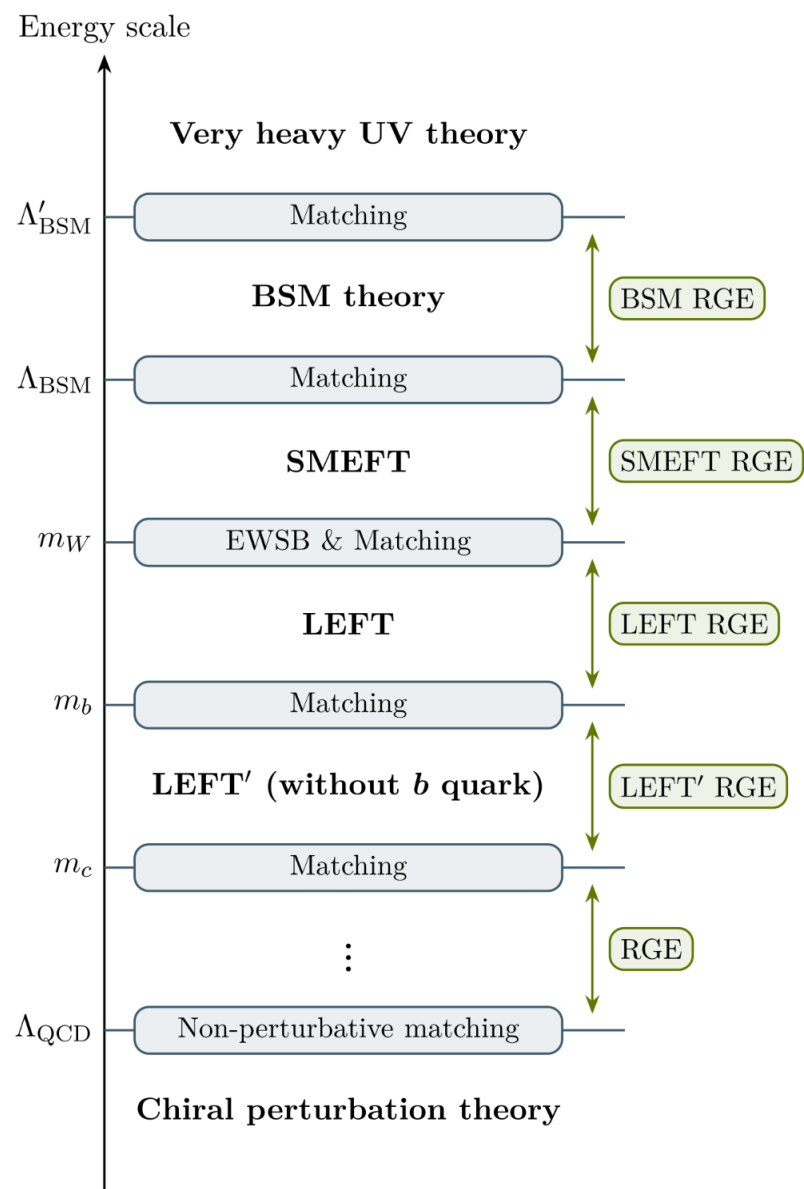 Energy scale
Very heavy UV theory
Λ′BSM
Matching
BSM theory
BSM RGE
ΛBSM
Matching
SMEFT
SMEFT RGE
mW
EWSB & Matching
LEFT
LEFT RGE
mb
Matching
LEFT′ (without b quark)
LEFT′ RGE
mc
Matching
⋮
RGE
ΛQCD
Non-perturbative matching
Chiral perturbation theory